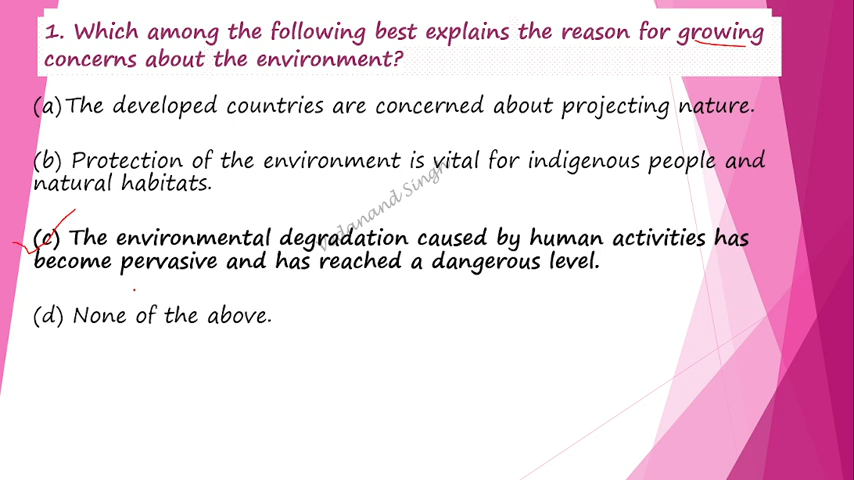 1. Which among the following best explains the reason for growing
concerns about the environment?
(a) The developed countries are concerned about projecting nature.
(b) Protection of the environment is vital for indigenous people and
natural habitats.
(c) The environmental degradation caused by human activities has
become pervasive and has reached a dangerous level.
(d) None of the above.